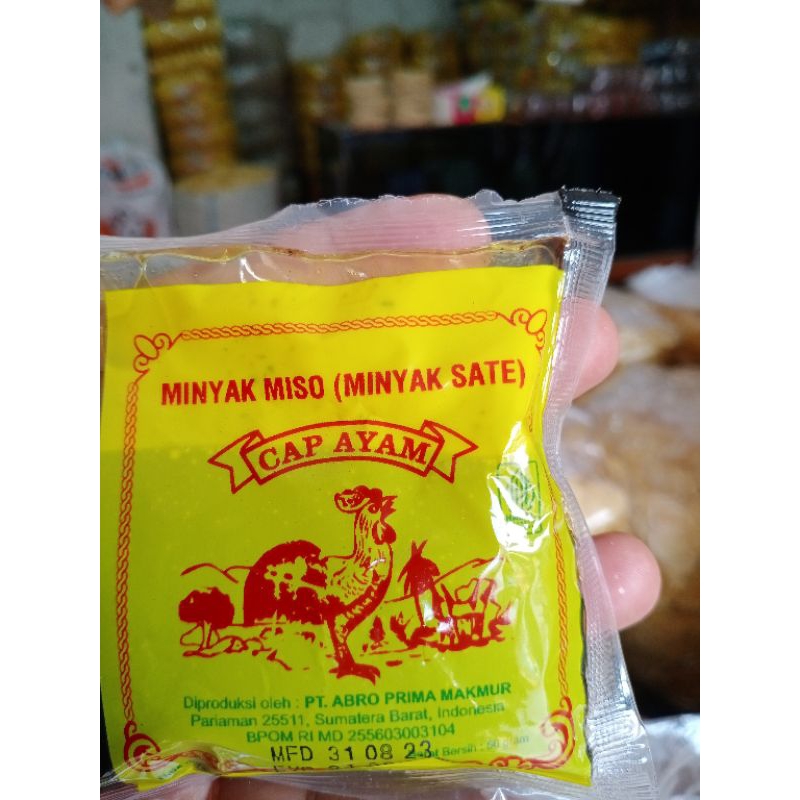 MINYAK MISO (MINYAK SATE)
CAP AYAM
Diproduksi oleh : PT. ABRO PRIMA MAKMUR
Pariaman 25511, Sumatera Barat, Indonesia
BPOM RI MD 255603003104
MFD 31 08 23
Bersih :